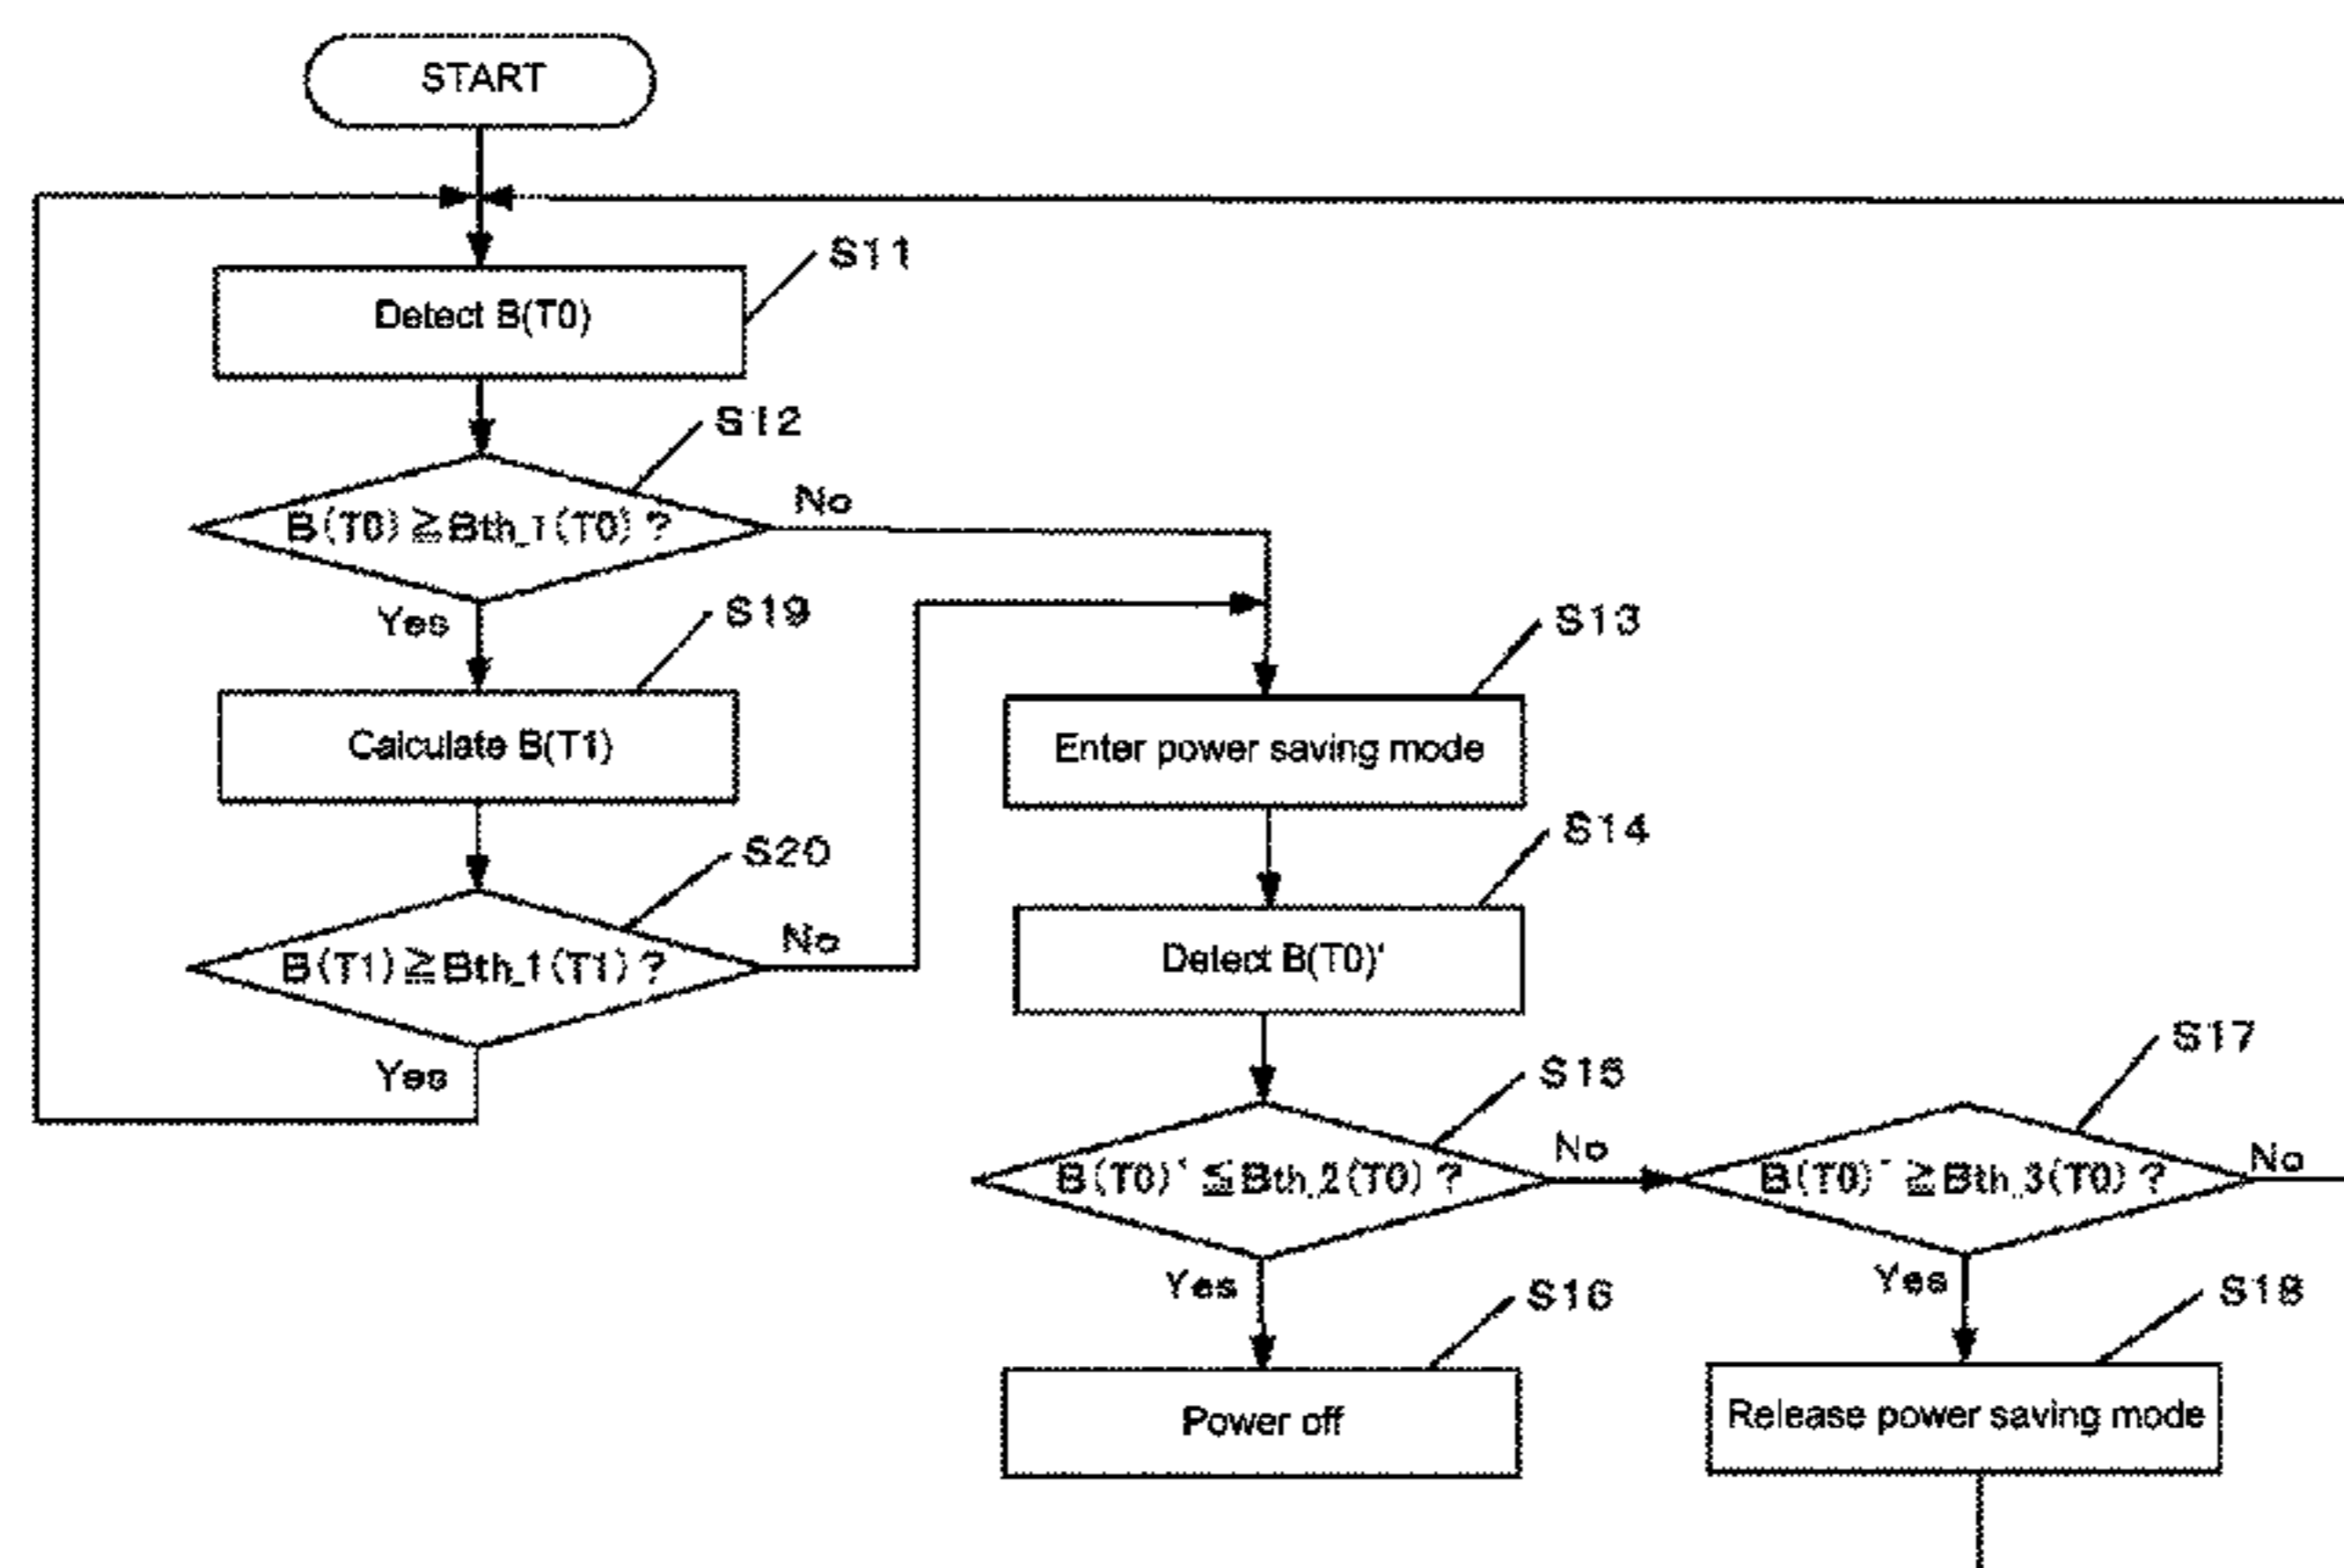 START
S11
Detect B(T0)
S12
No
B(T0)≧Bth_1(T0)?
Yes
S19
S13
Calculate B(T1)
Enter power saving mode
S14
S20
No
B(T1)≧Bth_1(T1)?
Detect B(T0)'
Yes
S17
S15
No
No
B(T0)'≦Bth_2(T0)?
B(T0)'≧Bth_3(T0)?
Yes
Yes
S16
S18
Power off
Release power saving mode